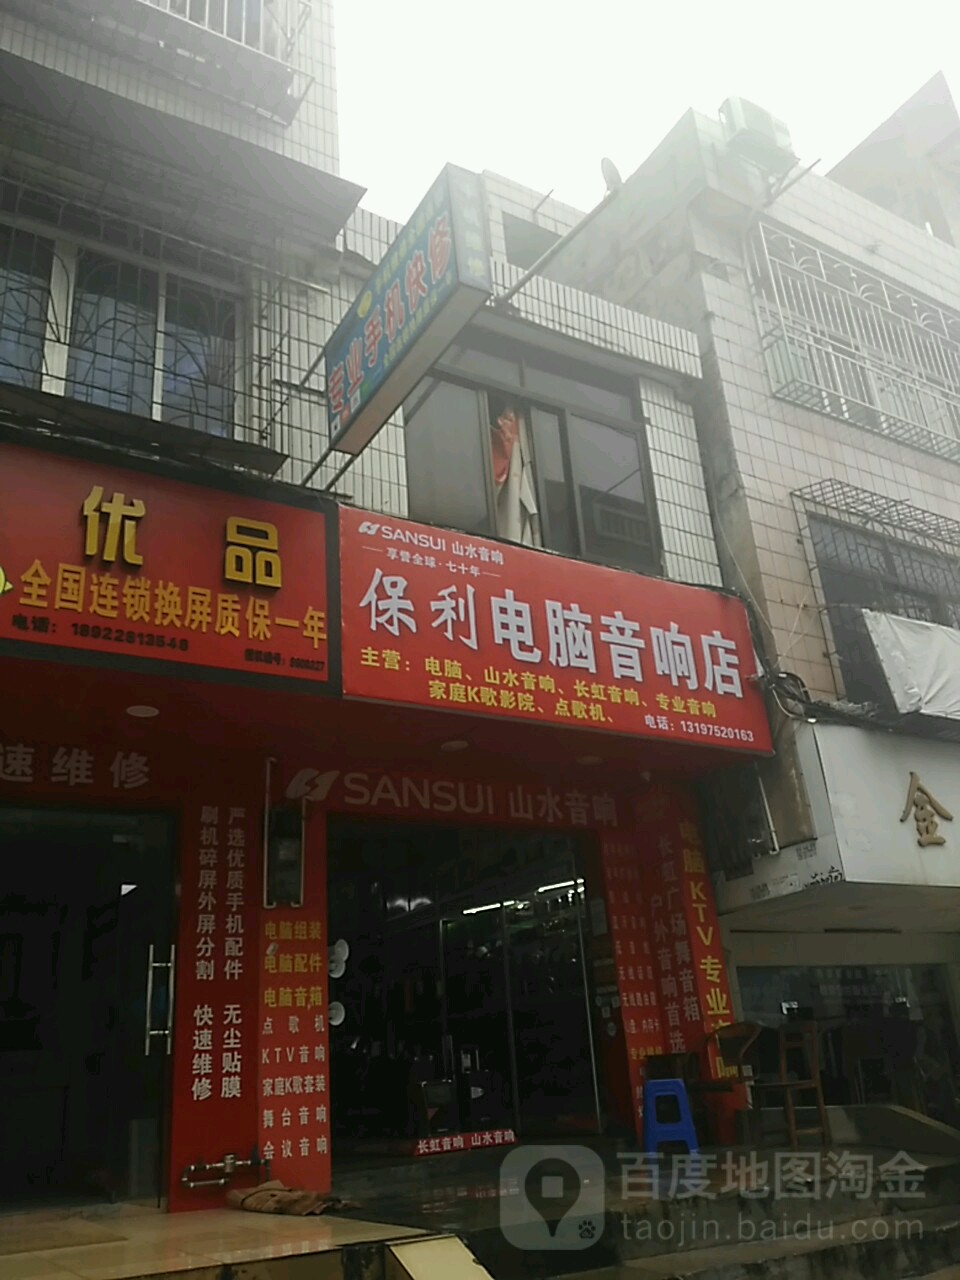 专业手机快修
优品
全国连锁换屏质保一年
电话：
SANSUI 山水音响
享誉全球·七十年
保利电脑音响店
主营：电脑、山水音响、长虹音响、专业音响
家庭K歌影院、点歌机、
电话：13197520163
速维修
SANSUI 山水音响
严选优质手机配件 无尘贴膜
刷机碎屏外屏分割 快速维修
电脑组装
电脑配件
电脑音箱
点歌机
KTV音响
家庭K歌套装
舞台音响
会议音响
电脑KTV专业
长虹广场舞音箱
户外音响首选
长虹音响 山水音响
金
百度地图淘金
taojin.baidu.com